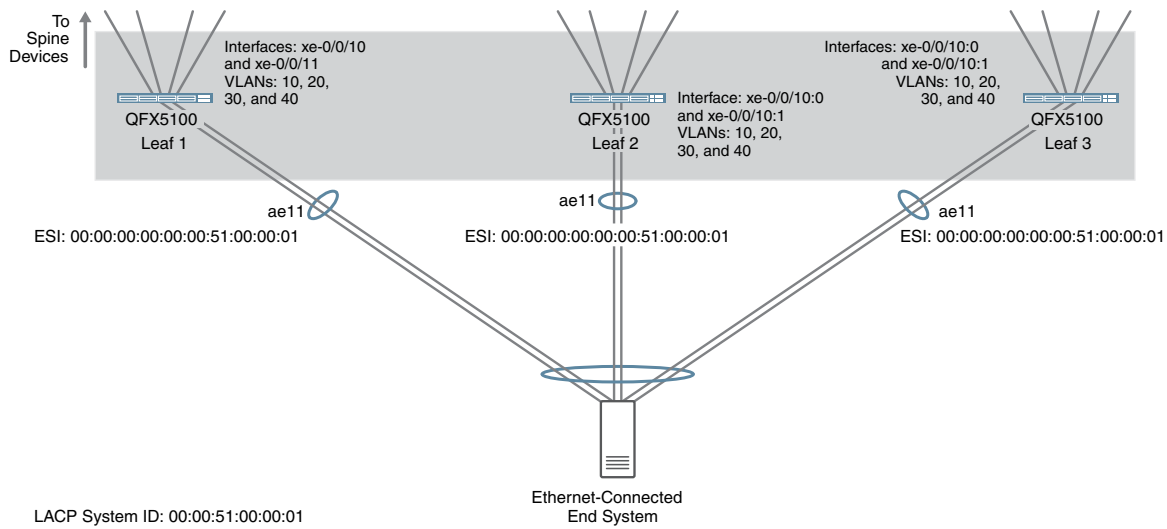 To
Spine
Devices
Interfaces: xe-0/0/10
and xe-0/0/11
VLANs: 10, 20,
30, and 40
QFX5100
Leaf 1
Interface: xe-0/0/10:0
and xe-0/0/10:1
VLANs: 10, 20,
30, and 40
QFX5100
Leaf 2
Interfaces: xe-0/0/10:0
and xe-0/0/10:1
VLANs: 10, 20,
30, and 40
QFX5100
Leaf 3
ae11
ESI: 00:00:00:00:00:00:51:00:00:01
ae11
ESI: 00:00:00:00:00:00:51:00:00:01
ae11
ESI: 00:00:00:00:00:00:51:00:00:01
Ethernet-Connected
End System
LACP System ID: 00:00:51:00:00:01